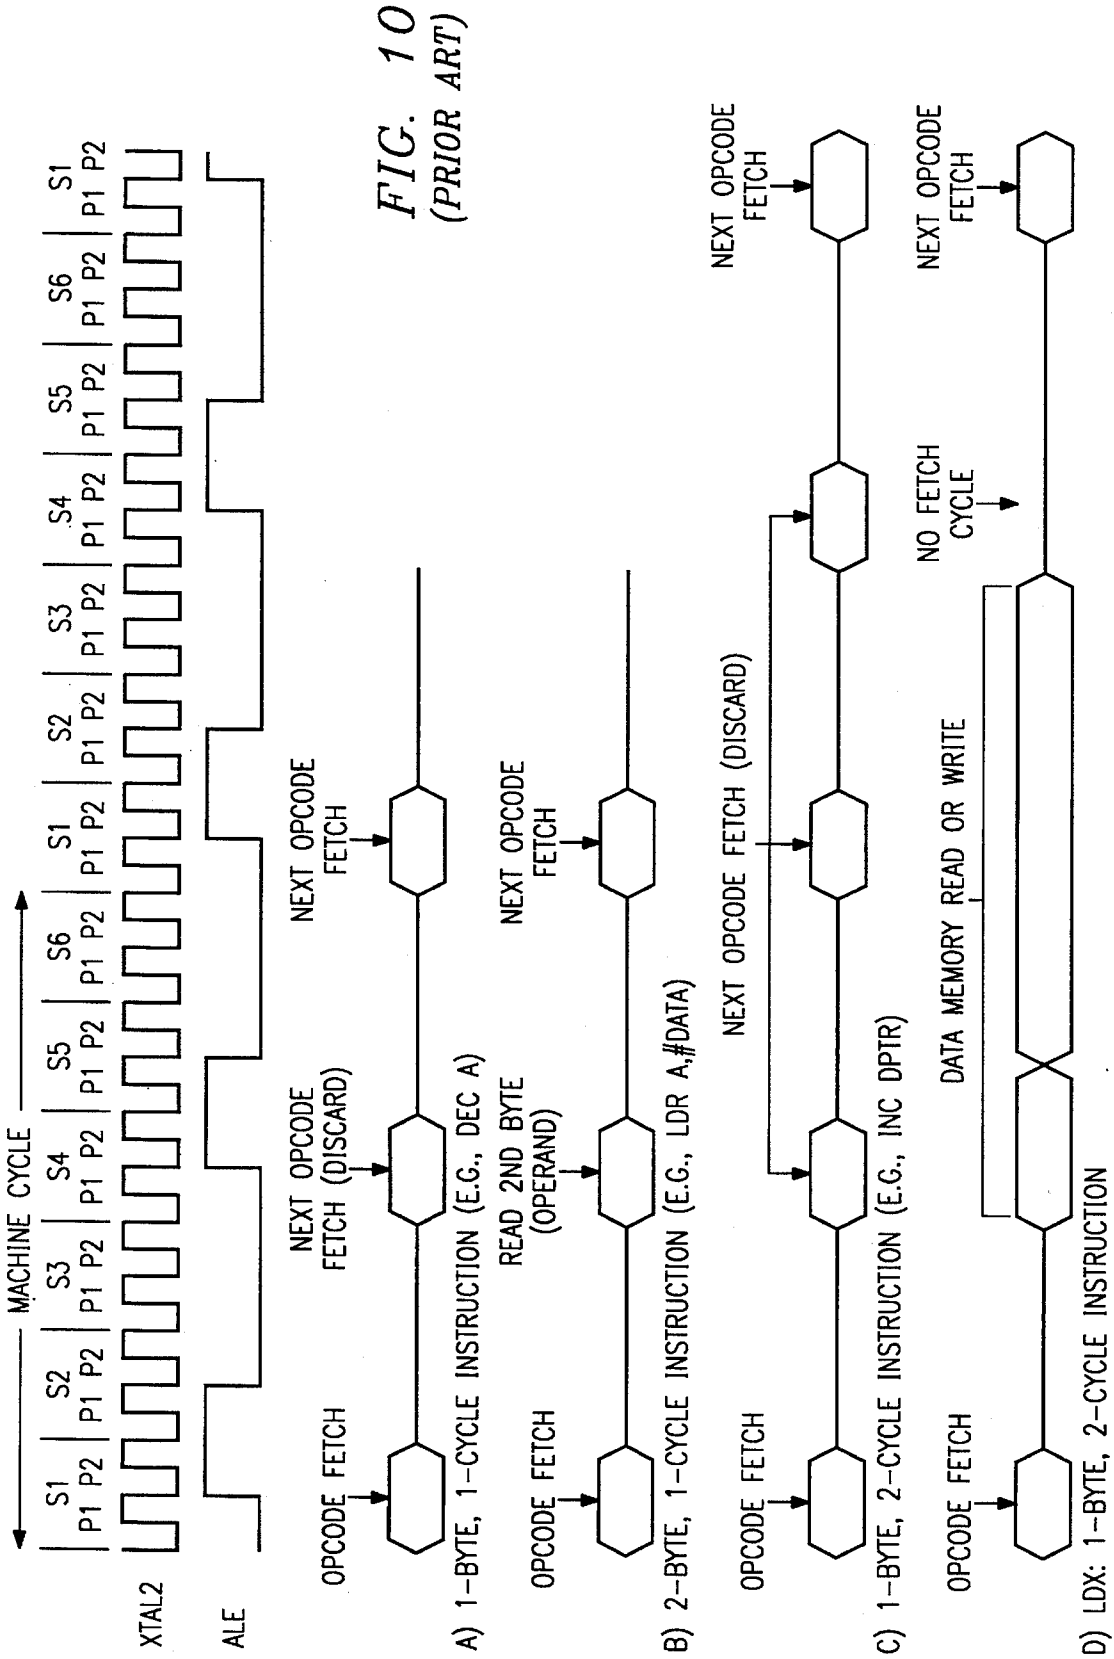 MACHINE CYCLE
S1 S2 S3 S4 S5 S6 S1 S2 S3 S4 S5 S6 S1
P1 P2 P1 P2 P1 P2 P1 P2 P1 P2 P1 P2 P1 P2 P1 P2 P1 P2 P1 P2 P1 P2 P1 P2 P1 P2
XTAL2
ALE
OPCODE FETCH
NEXT OPCODE
FETCH (DISCARD)
NEXT OPCODE
FETCH
A) 1-BYTE, 1-CYCLE INSTRUCTION (E.G., DEC A)
FIG. 10
(PRIOR ART)
OPCODE FETCH
READ 2ND BYTE
(OPERAND)
NEXT OPCODE
FETCH
B) 2-BYTE, 1-CYCLE INSTRUCTION (E.G., LDR A,#DATA)
OPCODE FETCH
NEXT OPCODE FETCH (DISCARD)
NEXT OPCODE
FETCH
C) 1-BYTE, 2-CYCLE INSTRUCTION (E.G., INC DPTR)
OPCODE FETCH
DATA MEMORY READ OR WRITE
NO FETCH
CYCLE
NEXT OPCODE
FETCH
D) LDX: 1-BYTE, 2-CYCLE INSTRUCTION